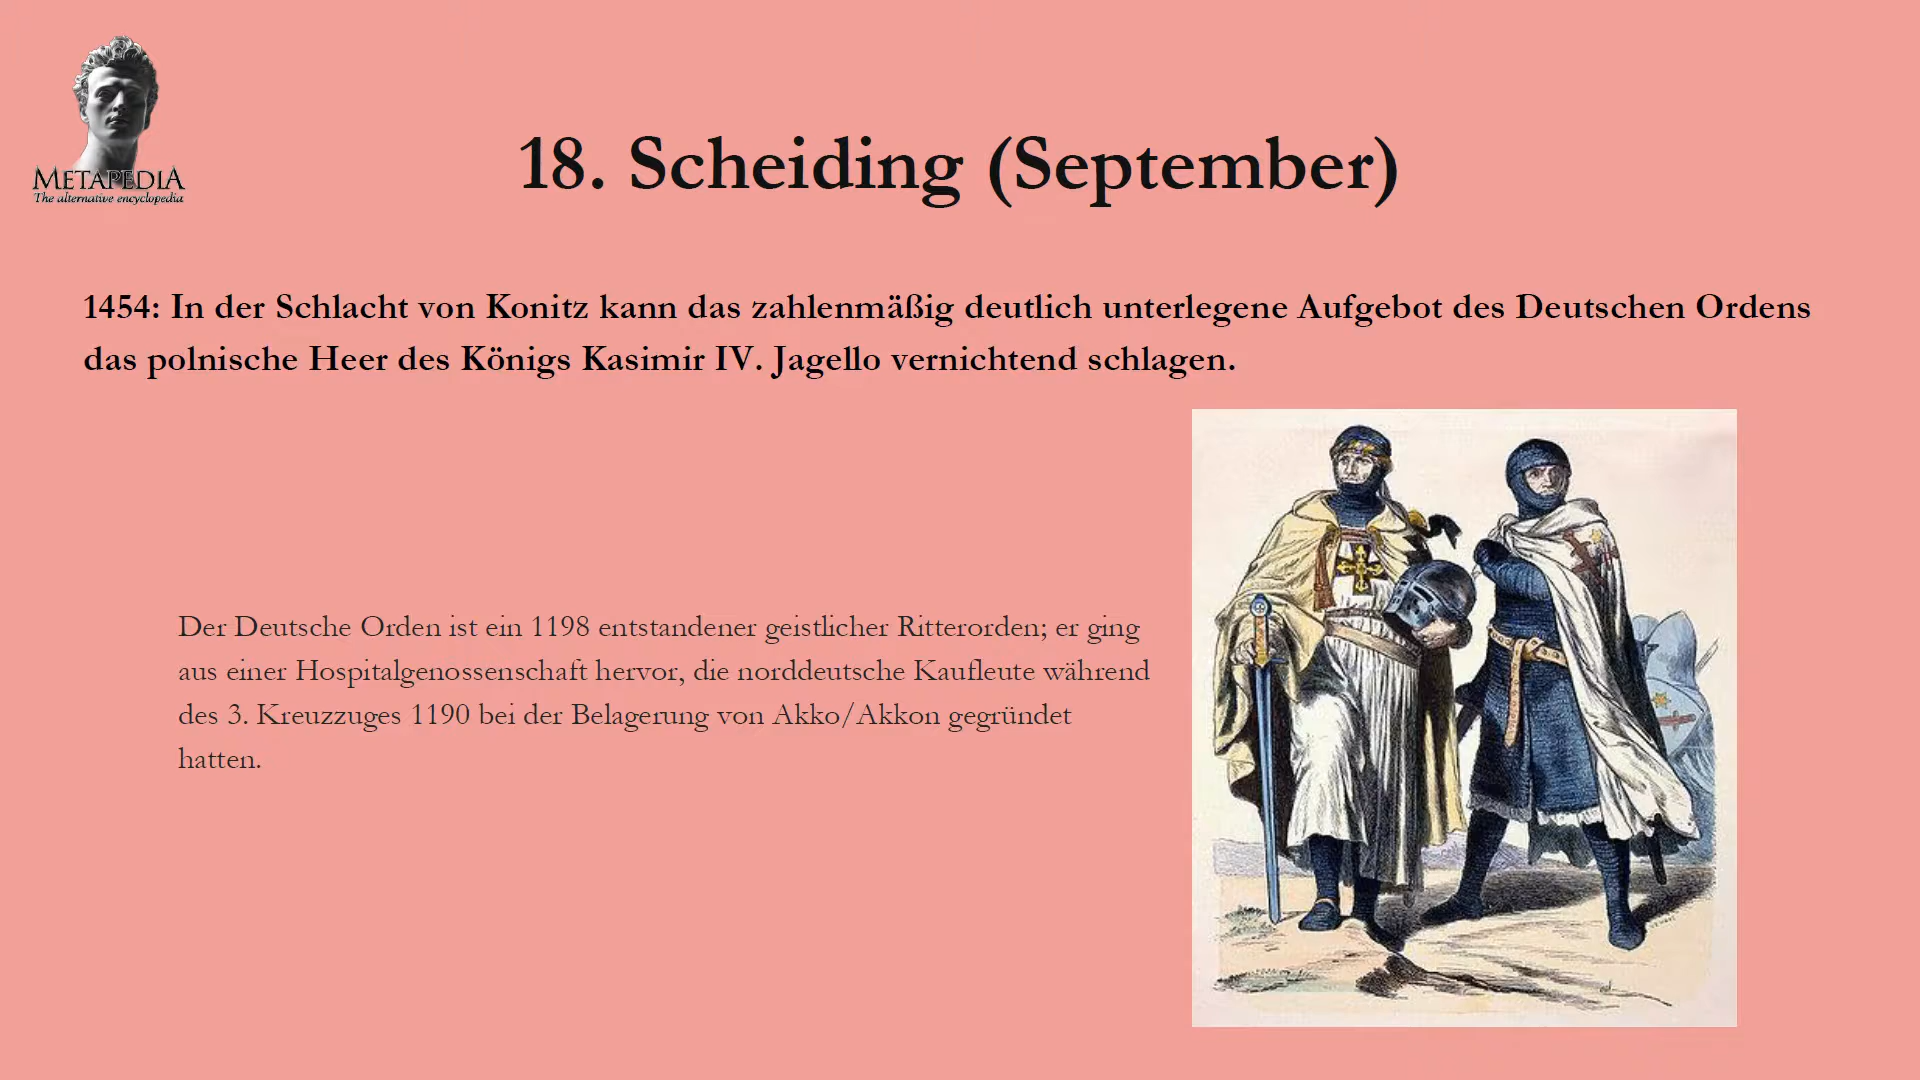 METAPEDIA
The alternative encyclopedia
18. Scheiding (September)
1454: In der Schlacht von Konitz kann das zahlenmäßig deutlich unterlegene Aufgebot des Deutschen Ordens
das polnische Heer des Königs Kasimir IV. Jagello vernichtend schlagen.
Der Deutsche Orden ist ein 1198 entstandener geistlicher Ritterorden; er ging
aus einer Hospitalgenossenschaft hervor, die norddeutsche Kaufleute während
des 3. Kreuzzuges 1190 bei der Belagerung von Akko/Akkon gegründet
hatten.